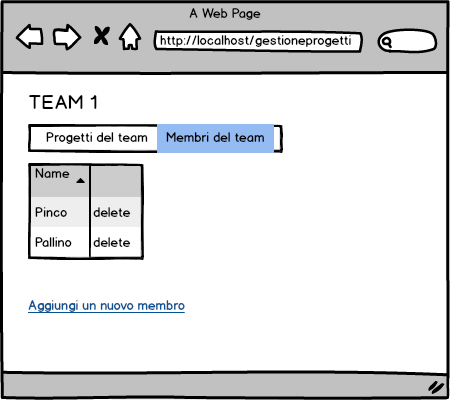 A Web Page
http://localhost/gestioneprogetti
TEAM 1
Progetti del team Membri del team
Name
Pinco delete
Pallino delete
Aggiungi un nuovo membro